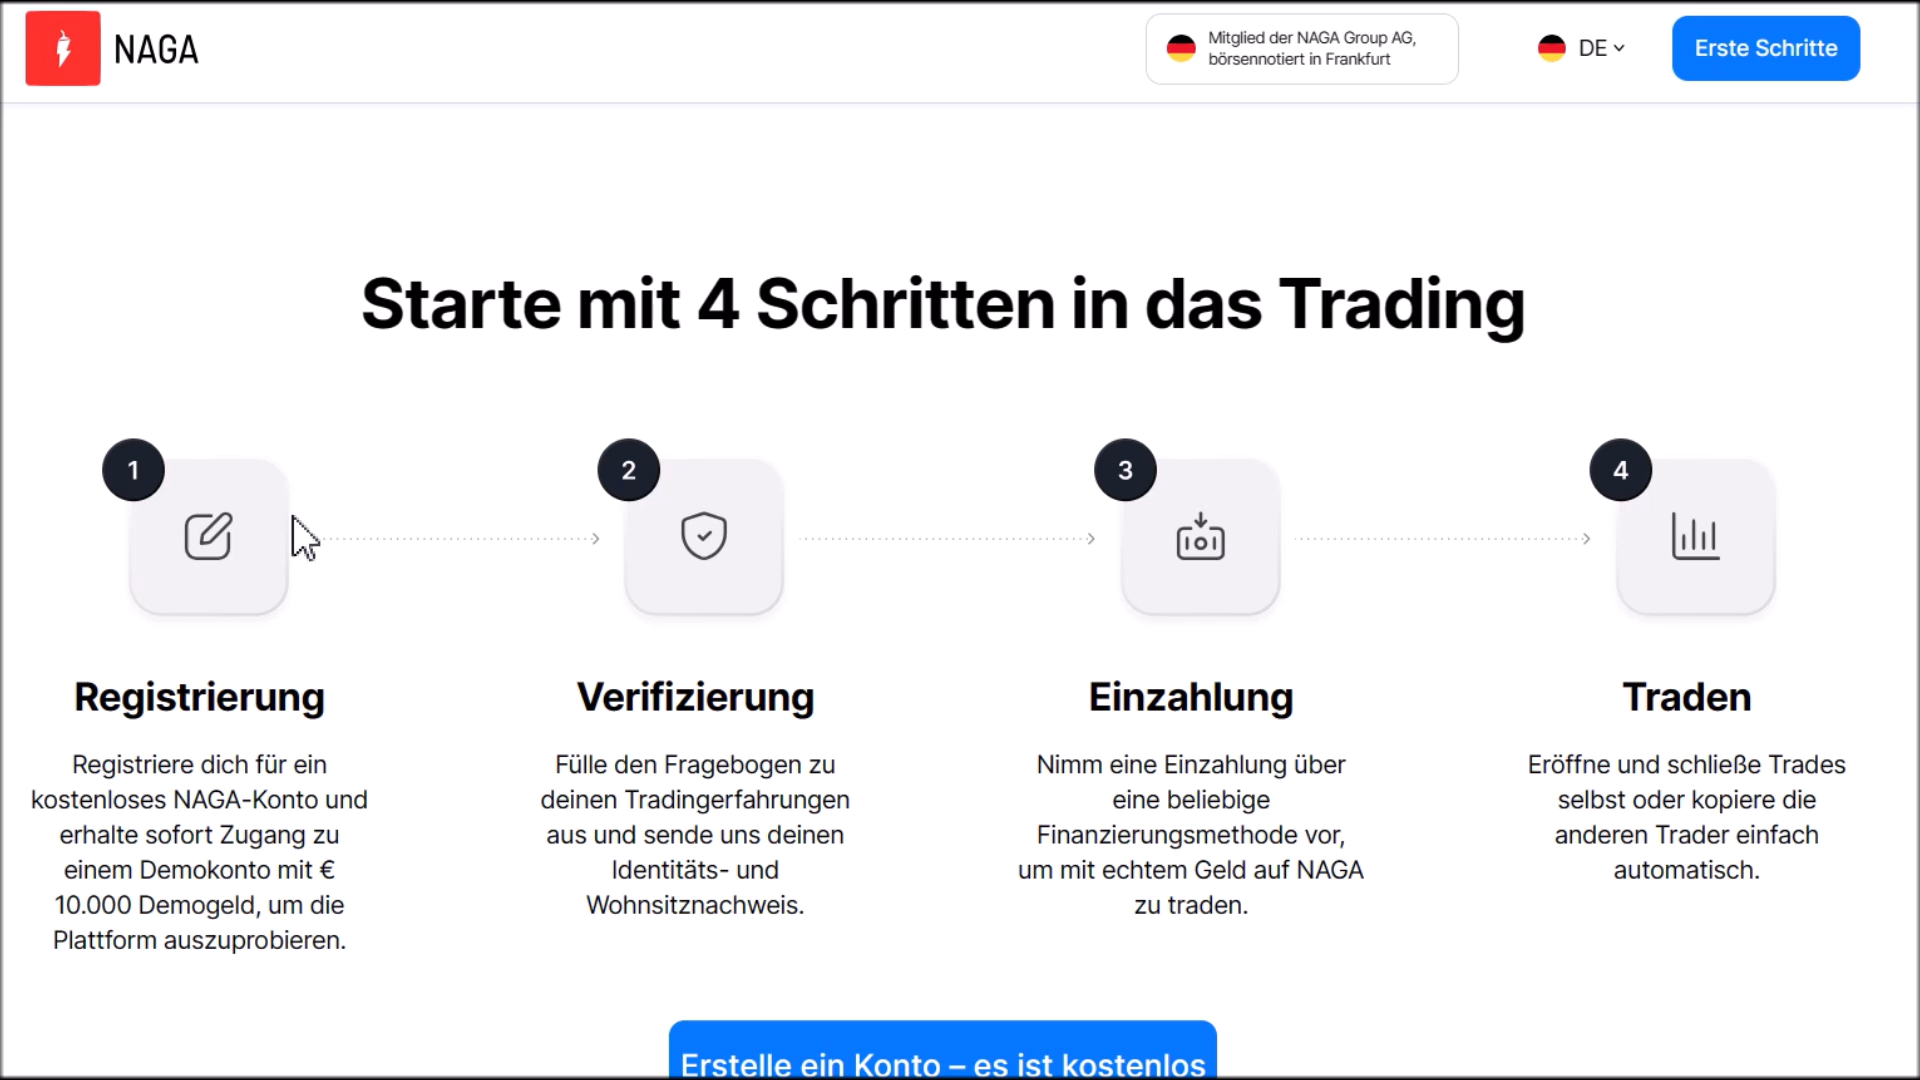 NAGA
Mitglied der NAGA Group AG,
börsennotiert in Frankfurt
DE
Erste Schritte
Starte mit 4 Schritten in das Trading
1
2
3
4
Registrierung
Registriere dich für ein
kostenloses NAGA-Konto und
erhalte sofort Zugang zu
einem Demokonto mit €
10.000 Demogeld, um die
Plattform auszuprobieren.
Verifizierung
Fülle den Fragebogen zu
deinen Tradingerfahrungen
aus und sende uns deinen
Identitäts- und
Wohnsitznachweis.
Einzahlung
Nimm eine Einzahlung über
eine beliebige
Finanzierungsmethode vor,
um mit echtem Geld auf NAGA
zu traden.
Traden
Eröffne und schließe Trades
selbst oder kopiere die
anderen Trader einfach
automatisch.
Erstelle ein Konto – es ist kostenlos